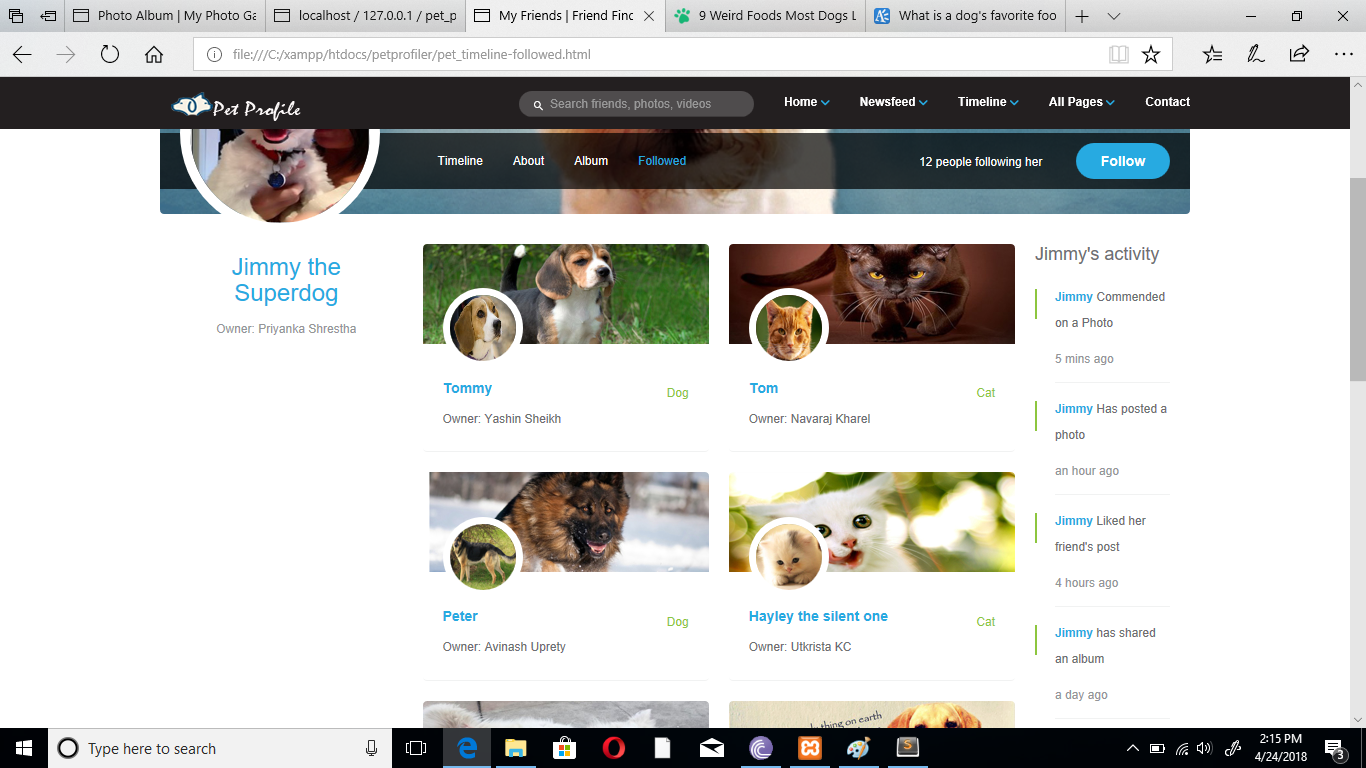 Photo Album | My Photo Ga
localhost / 127.0.0.1 / pet_p
My Friends | Friend Finc
9 Weird Foods Most Dogs L
What is a dog's favorite foo
file:///C:/xampp/htdocs/petprofiler/pet_timeline-followed.html
Pet Profile
Search friends, photos, videos
Home
Newsfeed
Timeline
All Pages
Contact
Timeline
About
Album
Followed
12 people following her
Follow
Jimmy the
Superdog
Owner: Priyanka Shrestha
Tommy
Dog
Owner: Yashin Sheikh
Tom
Cat
Owner: Navaraj Kharel
Peter
Dog
Owner: Avinash Uprety
Hayley the silent one
Cat
Owner: Utkrista KC
thing on earth
Jimmy's activity
Jimmy Commended
on a Photo
5 mins ago
Jimmy Has posted a
photo
an hour ago
Jimmy Liked her
friend's post
4 hours ago
Jimmy has shared
an album
a day ago
Type here to search
2:15 PM
4/24/2018
3